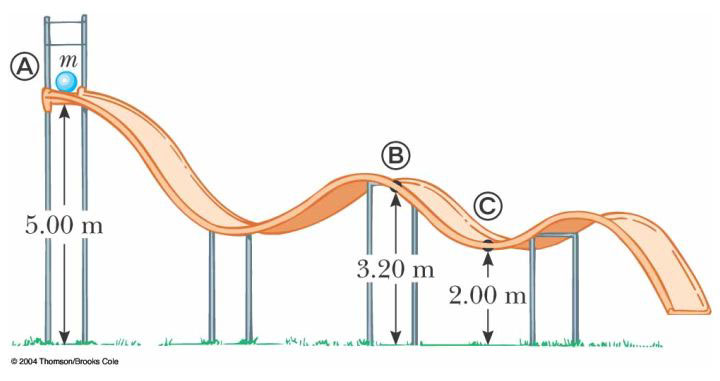 A
m
B
C
5.00 m
3.20 m
2.00 m
© 2004 Thomson/Brooks Cole